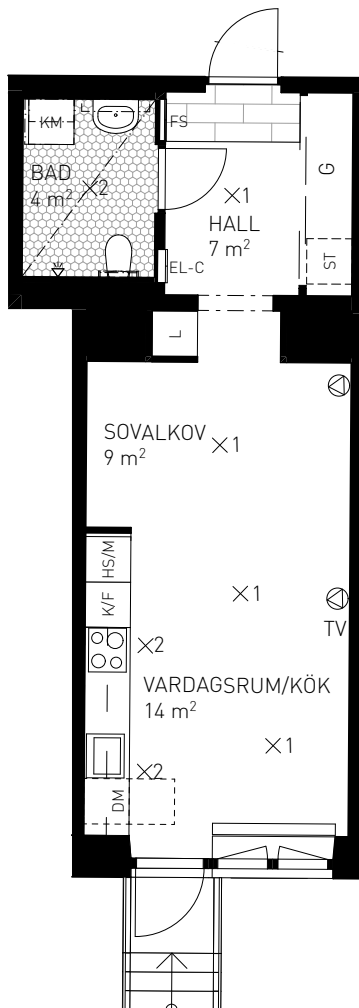 KM
FS
BAD
4 m²
×2
×1
HALL
7 m²
G
ST
EL-C
L
SOVALKOV
9 m²
×1
HS/M
K/F
×1
TV
×2
VARDAGSRUM/KÖK
14 m²
×1
×2
DM